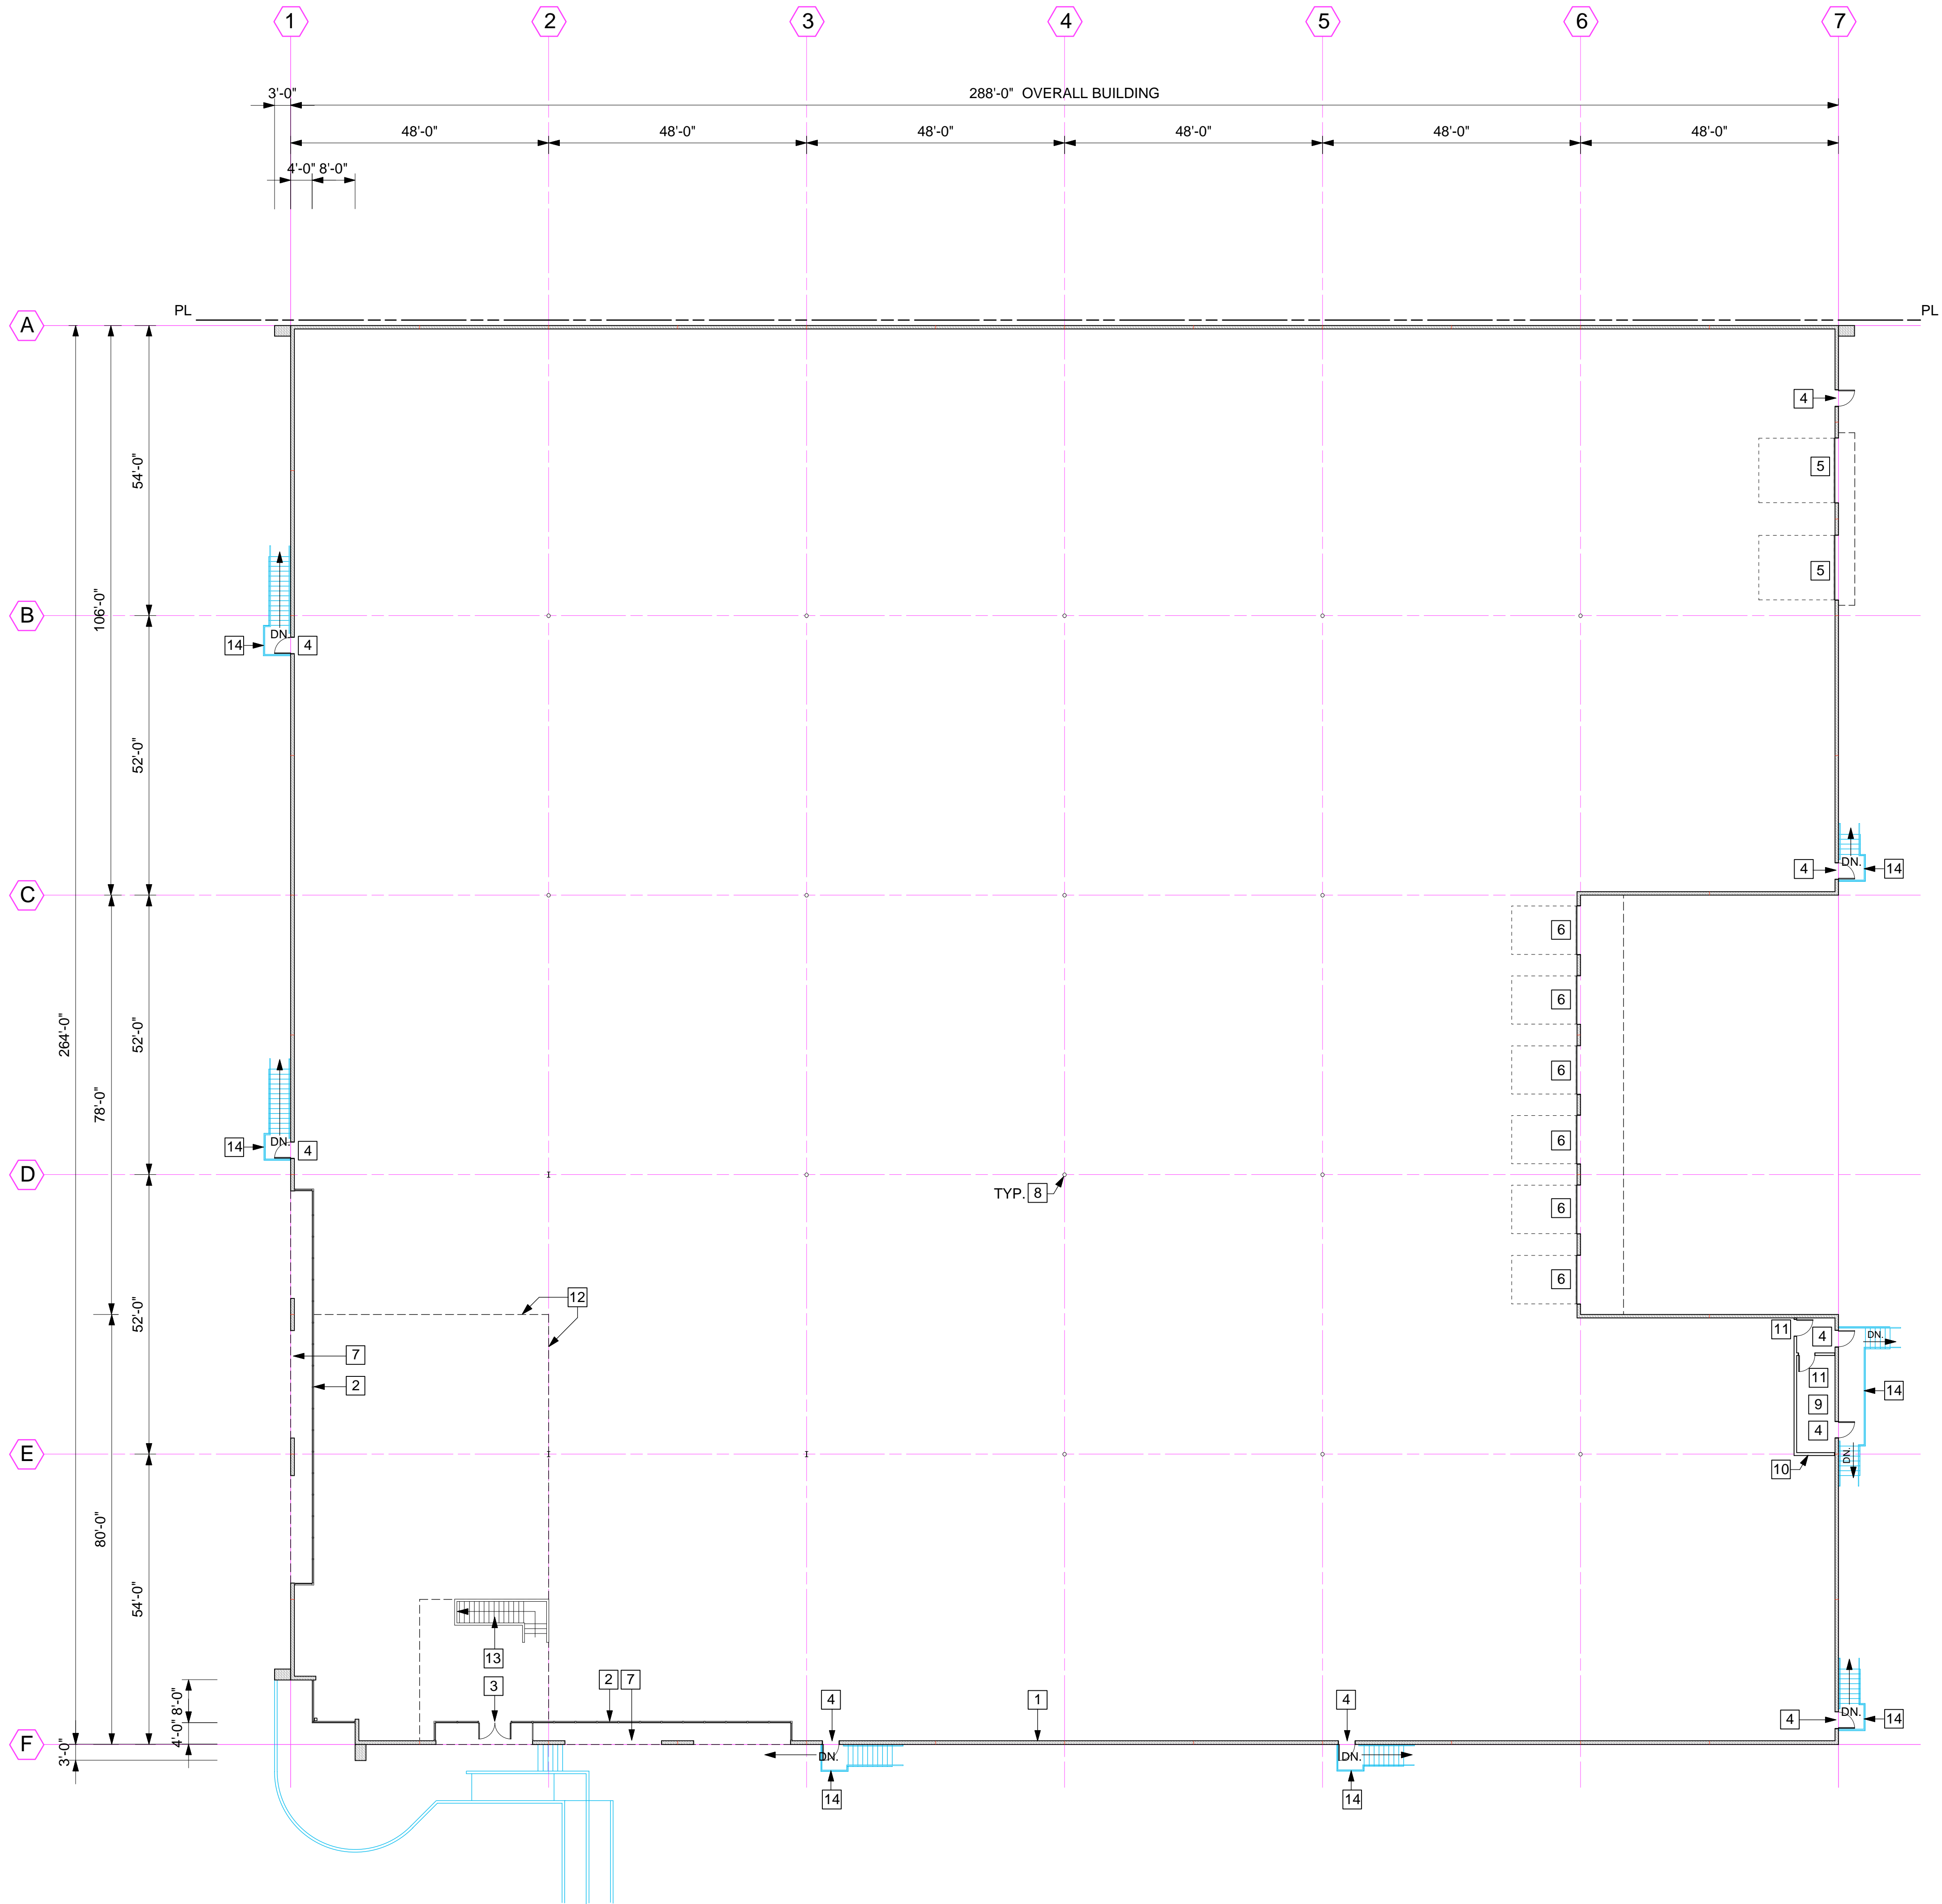 1 2 3 4 5 6 7
3'-0" 288'-0" OVERALL BUILDING
48'-0" 48'-0" 48'-0" 48'-0" 48'-0" 48'-0"
4'-0" 8'-0"
PL PL
A
4
54'-0"
5
5
106'-0"
B
DN.
14 4
52'-0"
DN.
4 14
C
6
6
52'-0"
264'-0"
6
78'-0"
DN.
14 4
6
D
TYP. 8
6
6
12
52'-0"
11 4 DN.
7
2
11
14
9
4
E
DN.
10
80'-0"
54'-0"
13
3 2 7
8'-0"
4 1 4
DN.
4 14
4'-0"
F
3'-0"
DN. DN.
14 14